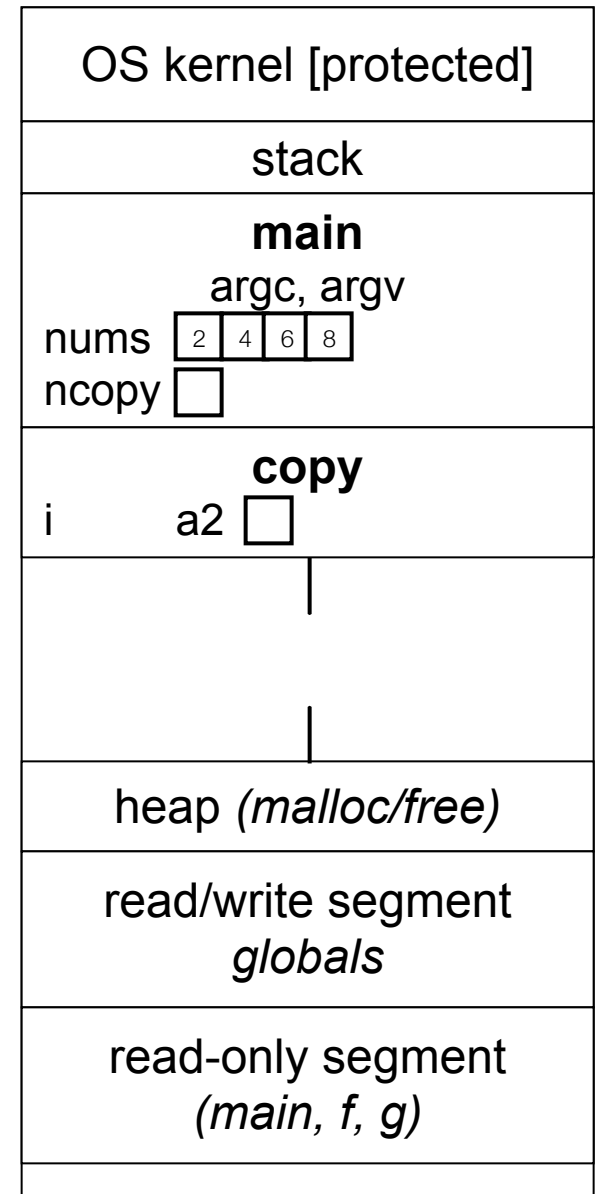 OS kernel [protected]
stack
main
argc, argv
nums 2 4 6 8
ncopy
copy
i a2
heap (malloc/free)
read/write segment
globals
read-only segment
(main, f, g)